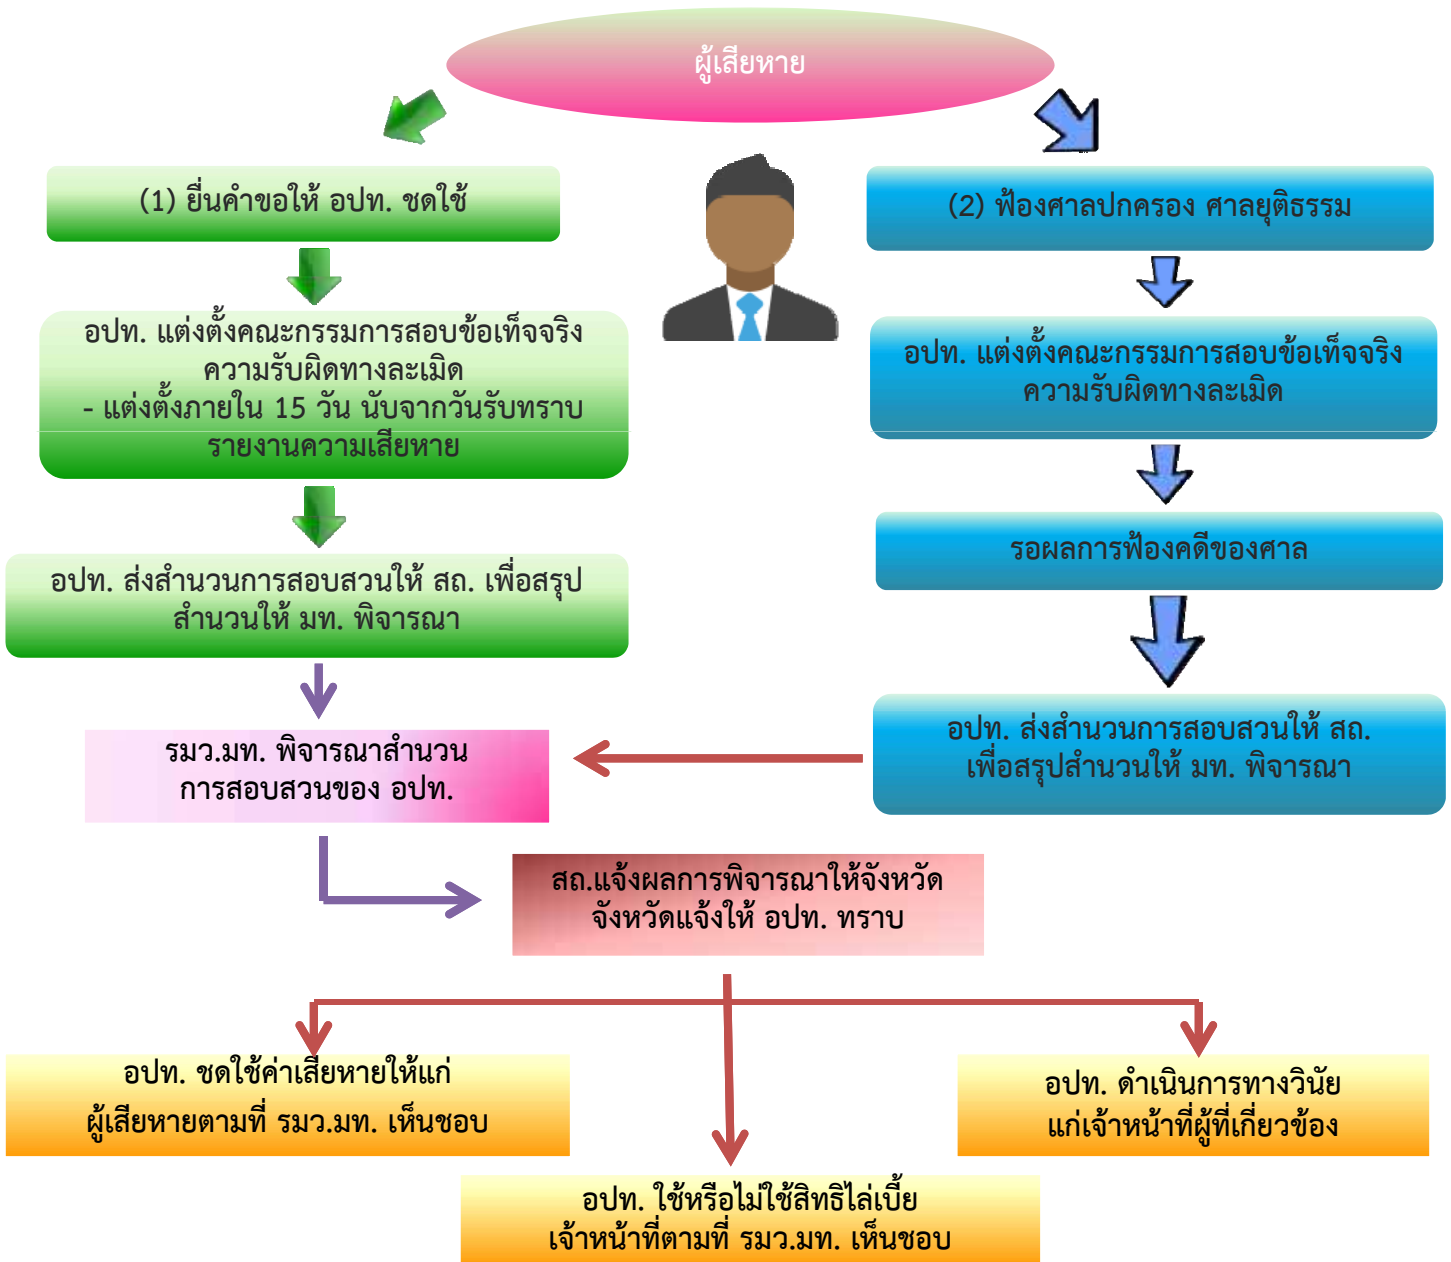 ผู้เสียหาย
(1) ยื่นคำขอให้ อปท. ชดใช้
อปท. แต่งตั้งคณะกรรมการสอบข้อเท็จจริง
ความรับผิดทางละเมิด
- แต่งตั้งภายใน 15 วัน นับจากวันรับทราบ
รายงานความเสียหาย
อปท. ส่งสำนวนการสอบสวนให้ สถ. เพื่อสรุป
สำนวนให้ มท. พิจารณา
(2) ฟ้องศาลปกครอง ศาลยุติธรรม
อปท. แต่งตั้งคณะกรรมการสอบข้อเท็จจริง
ความรับผิดทางละเมิด
รอผลการฟ้องคดีของศาล
อปท. ส่งสำนวนการสอบสวนให้ สถ.
เพื่อสรุปสำนวนให้ มท. พิจารณา
รมว.มท. พิจารณาสำนวน
การสอบสวนของ อปท.
สถ.แจ้งผลการพิจารณาให้จังหวัด
จังหวัดแจ้งให้ อปท. ทราบ
อปท. ชดใช้ค่าเสียหายให้แก่
ผู้เสียหายตามที่ รมว.มท. เห็นชอบ
อปท. ใช้หรือไม่ใช้สิทธิไล่เบี้ย
เจ้าหน้าที่ตามที่ รมว.มท. เห็นชอบ
อปท. ดำเนินการทางวินัย
แก่เจ้าหน้าที่ผู้ที่เกี่ยวข้อง